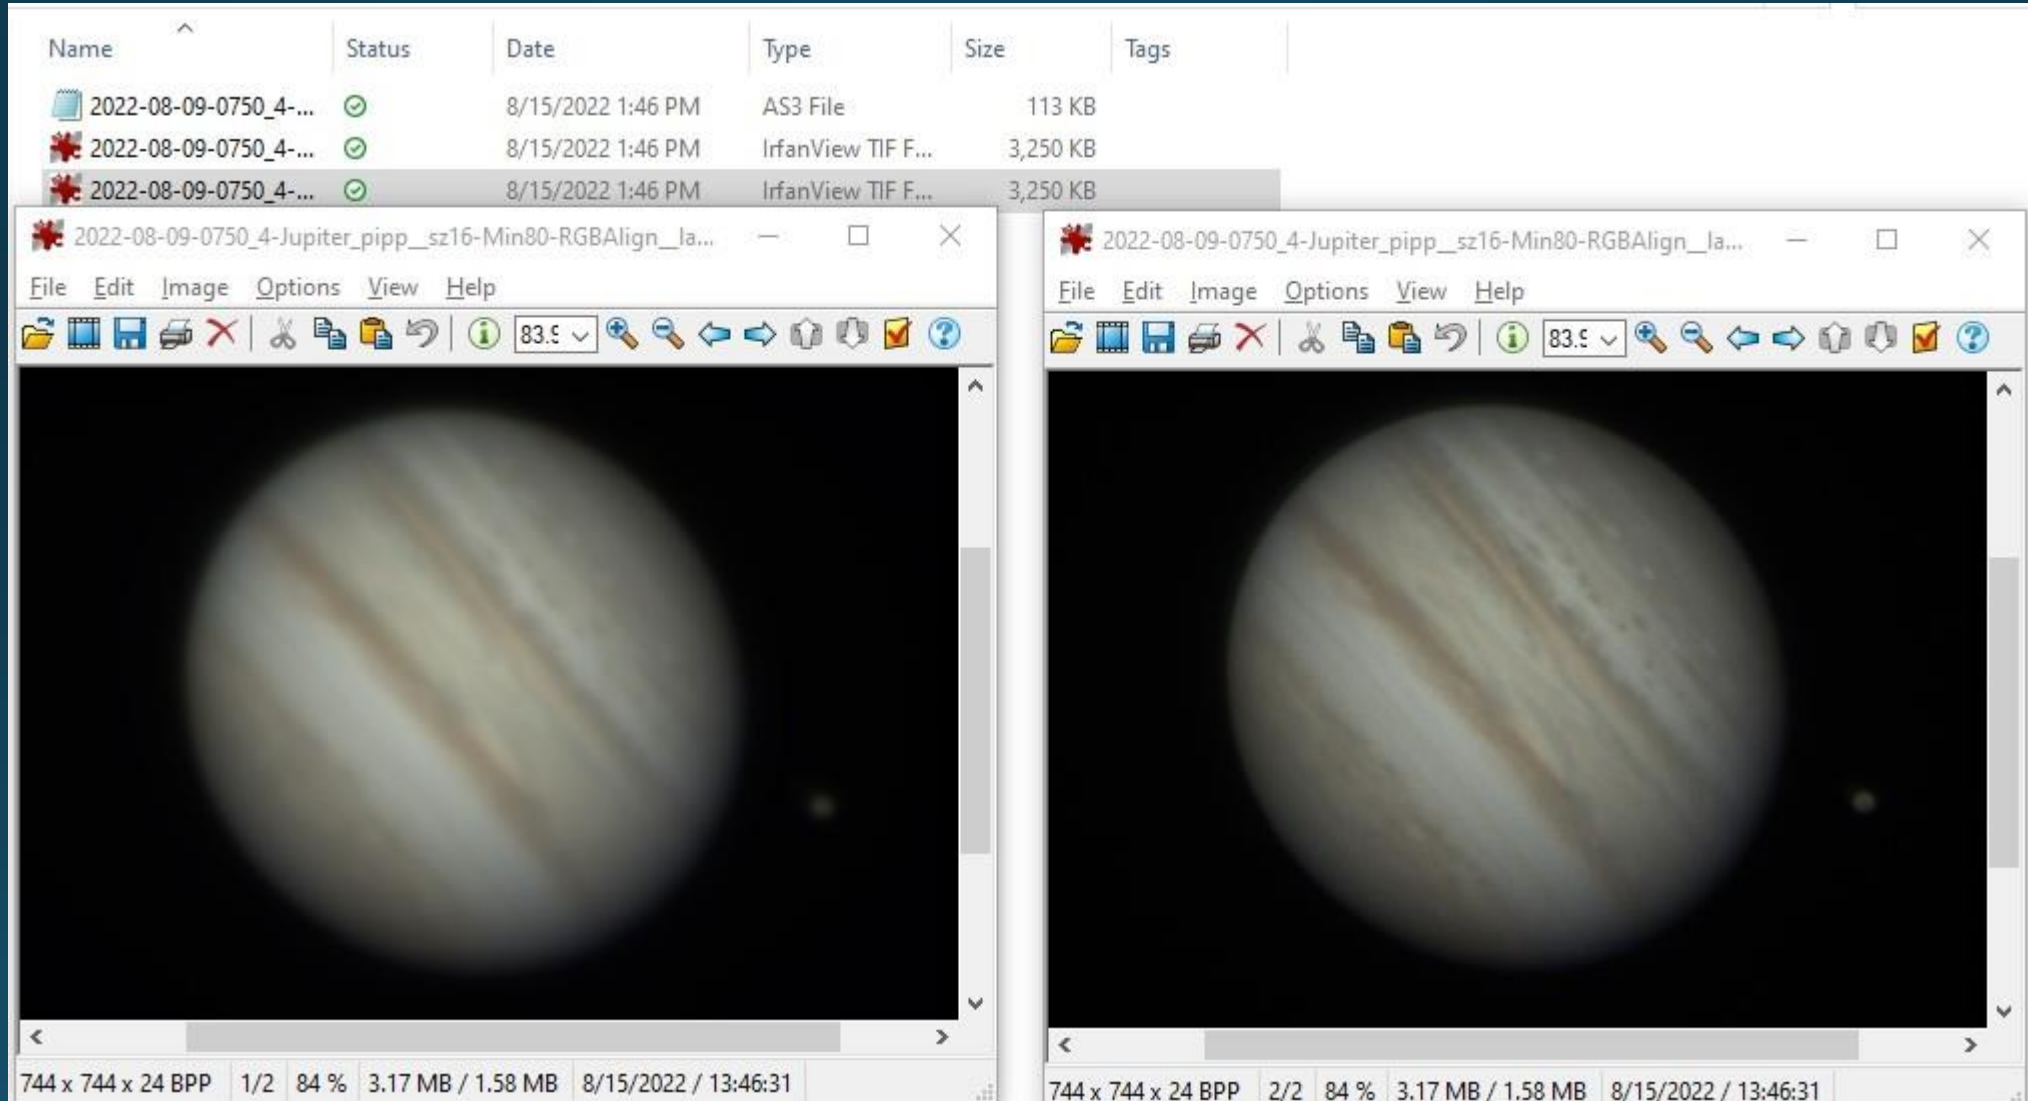 Name Status Date Type Size Tags
2022-08-09-0750_4-... 8/15/2022 1:46 PM AS3 File 113 KB
2022-08-09-0750_4-... 8/15/2022 1:46 PM IrfanView TIF F... 3,250 KB
2022-08-09-0750_4-... 8/15/2022 1:46 PM IrfanView TIF F... 3,250 KB
2022-08-09-0750_4-Jupiter_pipp__sz16-Min80-RGBAlign__la...
File Edit Image Options View Help
83.9
744 x 744 x 24 BPP 1/2 84 % 3.17 MB / 1.58 MB 8/15/2022 / 13:46:31
2022-08-09-0750_4-Jupiter_pipp__sz16-Min80-RGBAlign__la...
File Edit Image Options View Help
83.9
744 x 744 x 24 BPP 2/2 84 % 3.17 MB / 1.58 MB 8/15/2022 / 13:46:31